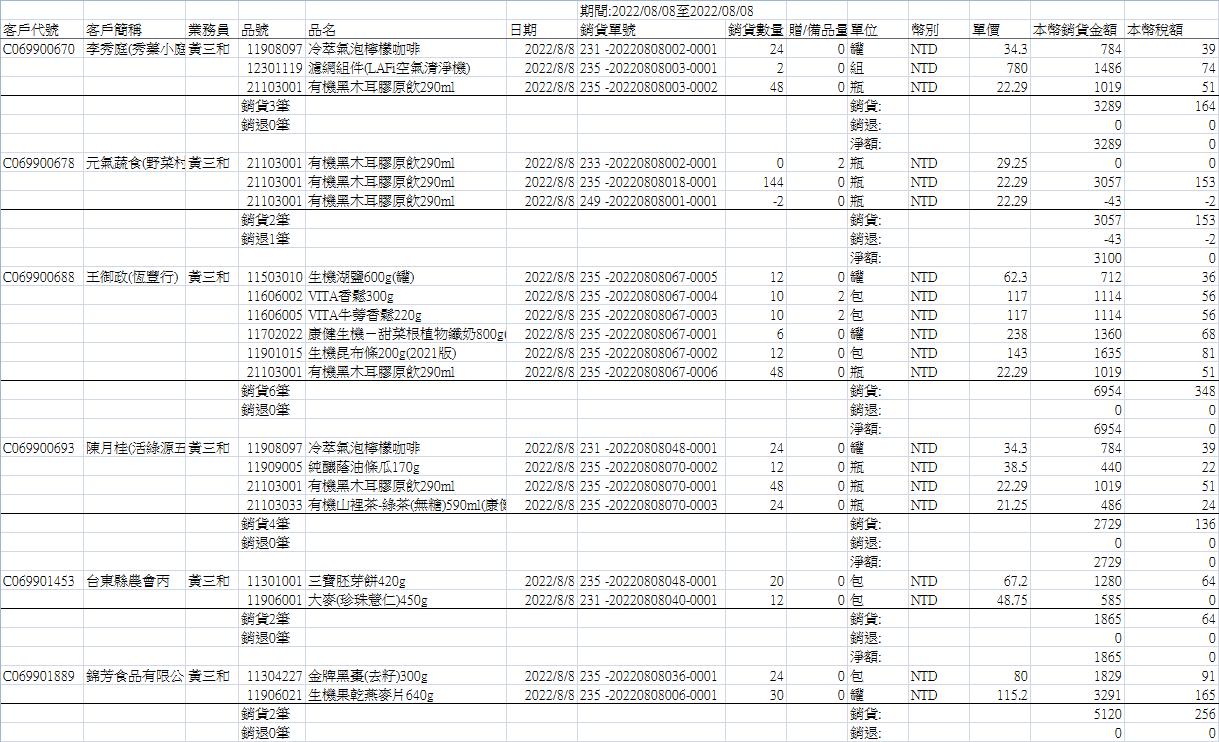 期間:2022/08/08至2022/08/08
客戶代號 客戶簡稱 業務員 品號 品名 日期 銷貨單號 銷貨數量 贈/備品量 單位 幣別 單價 本幣銷貨金額 本幣稅額
C069900670 李秀庭(秀蘗小庭 黃三和 11908097 冷萃氣泡檸檬咖啡 2022/8/8 231 -20220808002-0001 24 0 罐 NTD 34.3 784 39
12301119 濾網組件(LAFi空氣清淨機) 2022/8/8 235 -20220808003-0001 2 0 組 NTD 780 1486 74
21103001 有機黑木耳膠原飲290ml 2022/8/8 235 -20220808003-0002 48 0 瓶 NTD 22.29 1019 51
銷貨3筆 銷貨: 3289 164
銷退0筆 銷退: 0 0
淨額: 3289 0
C069900678 元氣蔬食(野菜村 黃三和 21103001 有機黑木耳膠原飲290ml 2022/8/8 233 -20220808002-0001 0 2 瓶 NTD 29.25 0 0
21103001 有機黑木耳膠原飲290ml 2022/8/8 235 -20220808018-0001 144 0 瓶 NTD 22.29 3057 153
21103001 有機黑木耳膠原飲290ml 2022/8/8 249 -20220808001-0001 -2 0 瓶 NTD 22.29 -43 -2
銷貨2筆 銷貨: 3057 153
銷退1筆 銷退: -43 -2
淨額: 3100 0
C069900688 王御政(恆豐行) 黃三和 11503010 生機湖鹽600g(罐) 2022/8/8 235 -20220808067-0005 12 0 罐 NTD 62.3 712 36
11606002 VITA香鬆300g 2022/8/8 235 -20220808067-0004 10 2 包 NTD 117 1114 56
11606005 VITA牛蒡香鬆220g 2022/8/8 235 -20220808067-0003 10 2 包 NTD 117 1114 56
11702022 康健生機－甜菜根植物纖奶800g( 2022/8/8 235 -20220808067-0001 6 0 罐 NTD 238 1360 68
11901015 生機昆布條200g(2021版) 2022/8/8 235 -20220808067-0002 12 0 包 NTD 143 1635 81
21103001 有機黑木耳膠原飲290ml 2022/8/8 235 -20220808067-0006 48 0 瓶 NTD 22.29 1019 51
銷貨6筆 銷貨: 6954 348
銷退0筆 銷退: 0 0
淨額: 6954 0
C069900693 陳月桂(活綠源五 黃三和 11908097 冷萃氣泡檸檬咖啡 2022/8/8 231 -20220808048-0001 24 0 罐 NTD 34.3 784 39
11909005 純釀蔭油條瓜170g 2022/8/8 235 -20220808070-0002 12 0 瓶 NTD 38.5 440 22
21103001 有機黑木耳膠原飲290ml 2022/8/8 235 -20220808070-0001 48 0 瓶 NTD 22.29 1019 51
21103033 有機山裡茶-綠茶(無糖)590ml(康健 2022/8/8 235 -20220808070-0003 24 0 瓶 NTD 21.25 486 24
銷貨4筆 銷貨: 2729 136
銷退0筆 銷退: 0 0
淨額: 2729 0
C069901453 台東縣農會丙 黃三和 11301001 三寶胚芽餅420g 2022/8/8 235 -20220808048-0001 20 0 包 NTD 67.2 1280 64
11906001 大麥(珍珠薏仁)450g 2022/8/8 231 -20220808040-0001 12 0 包 NTD 48.75 585 0
銷貨2筆 銷貨: 1865 64
銷退0筆 銷退: 0 0
淨額: 1865 0
C069901889 錦芳食品有限公 黃三和 11304227 金牌黑棗(去籽)300g 2022/8/8 235 -20220808036-0001 24 0 包 NTD 80 1829 91
11906021 生機果乾燕麥片640g 2022/8/8 235 -20220808006-0001 30 0 罐 NTD 115.2 3291 165
銷貨2筆 銷貨: 5120 256
銷退0筆 銷退: 0 0